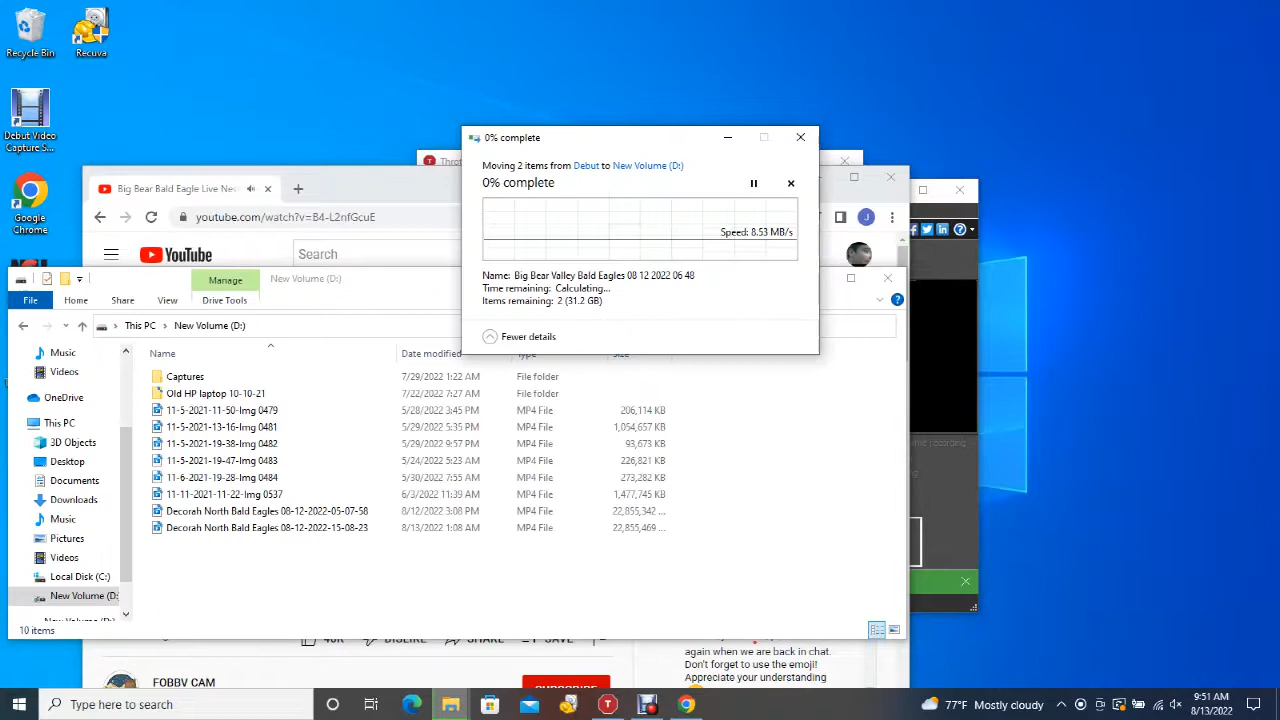 Recycle Bin
Recuva
Debut Video
Capture S...
Google
Chrome
0% complete
Moving 2 items from Debut to New Volume (D:)
0% complete
Speed: 8.53 MB/s
Name: Big Bear Valley Bald Eagles 08 12 2022 06 48
Time remaining: Calculating...
Items remaining: 2 (31.2 GB)
Fewer details
Big Bear Bald Eagle Live Nes
youtube.com/watch?v=B4-L2nfGcuE
J
YouTube
Search
Manage
New Volume (D:)
File
Home
Share
View
Drive Tools
This PC
New Volume (D:)
Name
Date modified
Music
Videos
OneDrive
This PC
3D Objects
Desktop
Documents
Downloads
Music
Pictures
Videos
Local Disk (C:)
New Volume (D:
Captures 7/29/2022 1:22 AM File folder
Old HP laptop 10-10-21 7/22/2022 7:27 AM File folder
11-5-2021-11-50-Img 0479 5/28/2022 3:45 PM MP4 File 206,114 KB
11-5-2021-13-16-Img 0481 5/29/2022 5:35 PM MP4 File 1,054,657 KB
11-5-2021-19-38-Img 0482 5/29/2022 9:57 PM MP4 File 93,673 KB
11-5-2021-19-47-Img 0483 5/24/2022 5:23 AM MP4 File 226,821 KB
11-6-2021-19-28-Img 0484 5/30/2022 7:55 AM MP4 File 273,282 KB
11-11-2021-11-22-Img 0537 6/3/2022 11:39 AM MP4 File 1,477,745 KB
Decorah North Bald Eagles 08-12-2022-05-07-58 8/12/2022 3:08 PM MP4 File 22,855,342 ...
Decorah North Bald Eagles 08-12-2022-15-08-23 8/13/2022 1:08 AM MP4 File 22,855,469 ...
10 items
DISLIKE
SHARE
SAVE
FOBBV CAM
again when we are back in chat.
Don't forget to use the emoji!
Appreciate your understanding
Type here to search
77°F Mostly cloudy
9:51 AM
8/13/2022